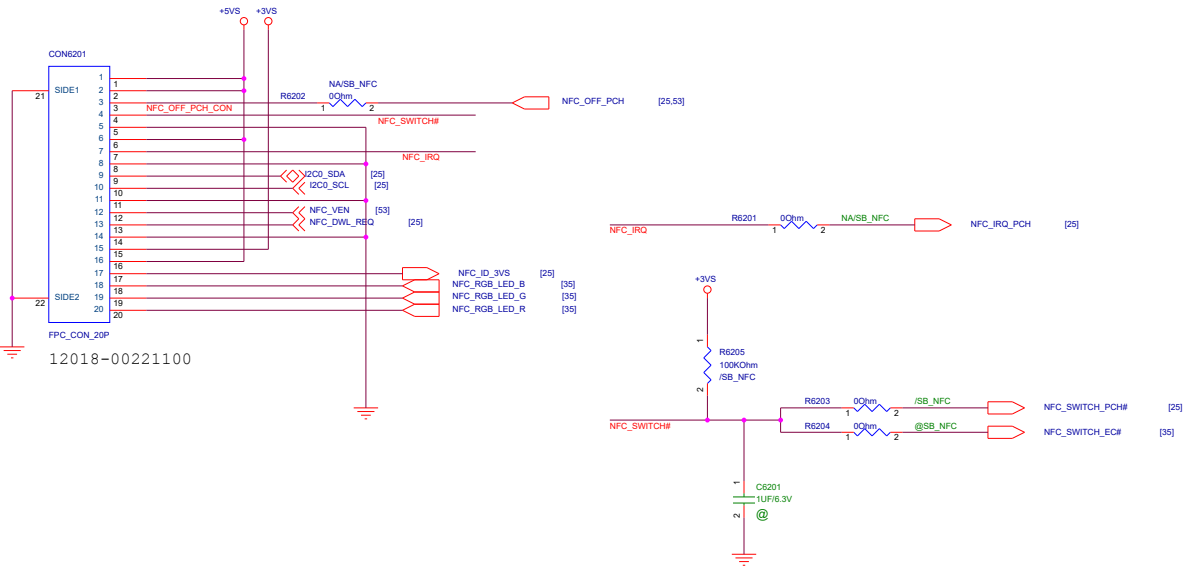 +5VS +3VS
CON6201
1 1
SIDE1 2 2
21
3 3 NFC_OFF_PCH_CON R6202 1 0Ohm 2 NA/SB_NFC NFC_OFF_PCH [25,53]
4 4 NFC_SWITCH#
5 5
6 6
7 7 NFC_IRQ
8 8
9 9 I2C0_SDA [25]
10 10 I2C0_SCL [25]
11 11
12 12 NFC_VEN [53]
13 13 NFC_DWL_REQ [25]
14 14
15 15
16 16
17 17 NFC_ID_3VS [25]
18 18 NFC_RGB_LED_B [35]
SIDE2 19 19 NFC_RGB_LED_G [35]
22
20 20 NFC_RGB_LED_R [35]
FPC_CON_20P
12018-00221100
NFC_IRQ R6201 1 0Ohm 2 NA/SB_NFC NFC_IRQ_PCH [25]
+3VS
1
R6205
100KOhm
/SB_NFC
2
R6203 1 0Ohm 2 /SB_NFC NFC_SWITCH_PCH# [25]
NFC_SWITCH#
R6204 1 0Ohm 2 @SB_NFC NFC_SWITCH_EC# [35]
1
C6201
1UF/6.3V
2 @